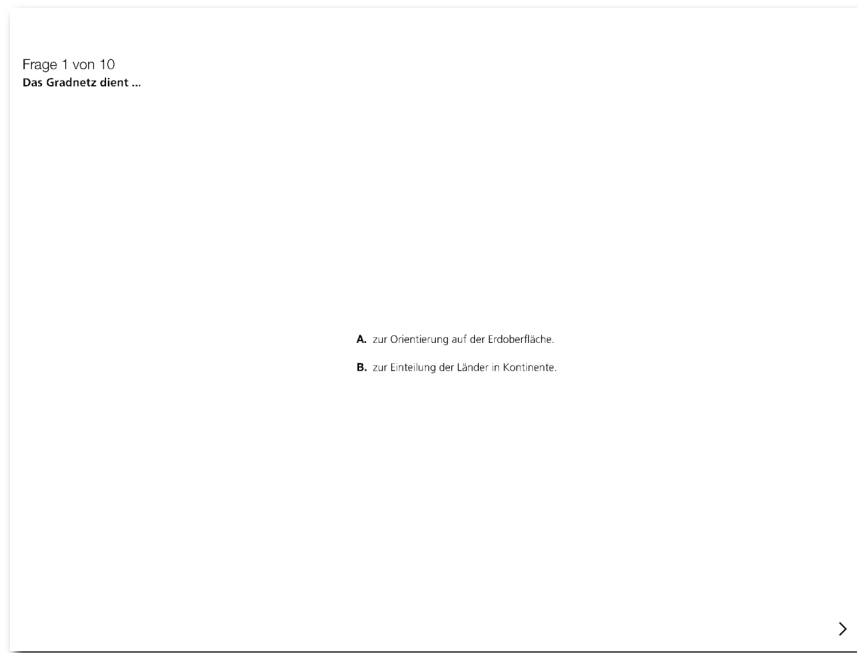 Frage 1 von 10
Das Gradnetz dient ...
A. zur Orientierung auf der Erdoberfläche.
B. zur Einteilung der Länder in Kontinente.